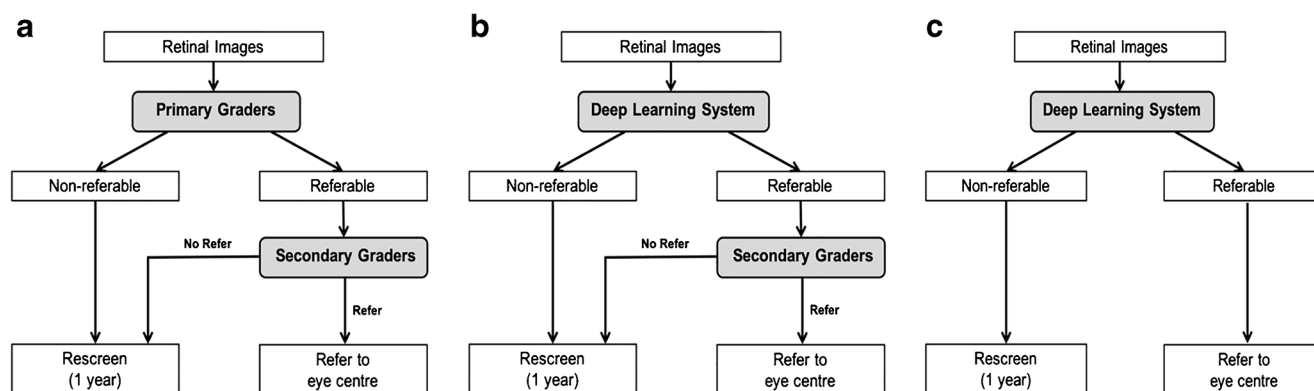 a
Retinal Images
Primary Graders
Non-referable
Referable
No Refer
Secondary Graders
Refer
Rescreen
(1 year)
Refer to
eye centre
b
Retinal Images
Deep Learning System
Non-referable
Referable
No Refer
Secondary Graders
Refer
Rescreen
(1 year)
Refer to
eye centre
c
Retinal Images
Deep Learning System
Non-referable
Referable
Rescreen
(1 year)
Refer to
eye centre